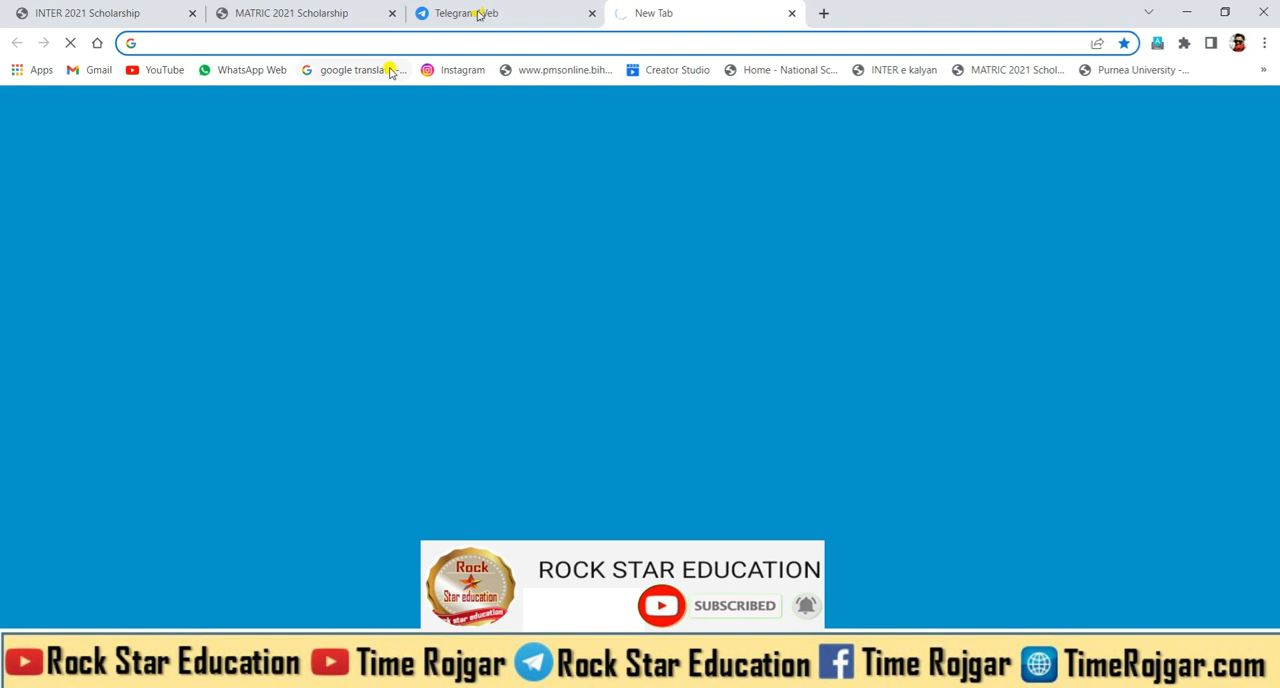 INTER 2021 Scholarship
MATRIC 2021 Scholarship
Telegram Web
New Tab
Apps
Gmail
YouTube
WhatsApp Web
google transla...
Instagram
www.pmsonline.bih...
Creator Studio
Home - National Sc...
INTER e kalyan
MATRIC 2021 Schol...
Purnea University -...
Rock
Star education
ROCK STAR EDUCATION
SUBSCRIBED
Rock Star Education
Time Rojgar
Rock Star Education
Time Rojgar
TimeRojgar.com